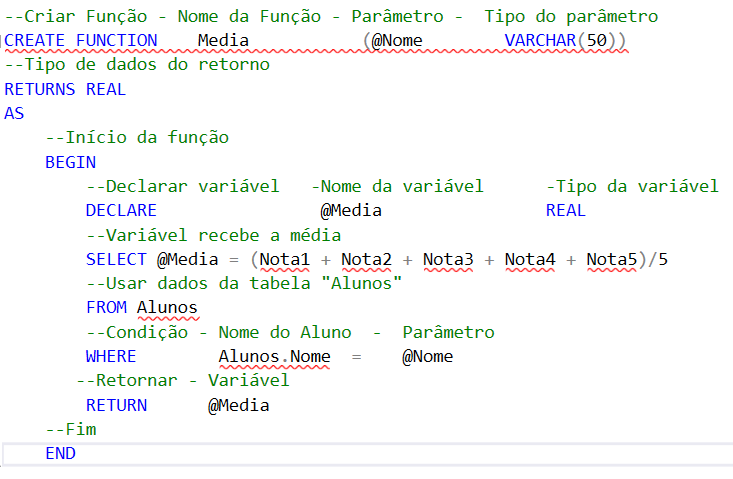 --Criar Função - Nome da Função - Parâmetro -  Tipo do parâmetro
CREATE FUNCTION    Media           (@Nome        VARCHAR(50))
--Tipo de dados do retorno
RETURNS REAL
AS
    --Início da função
    BEGIN
        --Declarar variável   -Nome da variável      -Tipo da variável
        DECLARE                @Media                REAL
        --Variável recebe a média
        SELECT @Media = (Nota1 + Nota2 + Nota3 + Nota4 + Nota5)/5
        --Usar dados da tabela "Alunos"
        FROM Alunos
        --Condição - Nome do Aluno  -  Parâmetro
        WHERE        Alunos.Nome  =    @Nome
       --Retornar - Variável
        RETURN      @Media
    --Fim
    END